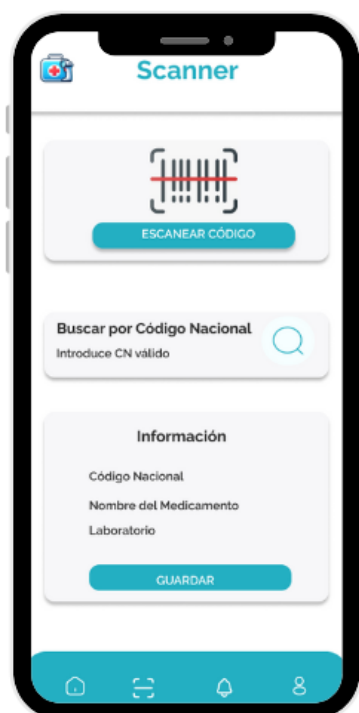 Scanner
ESCANEAR CÓDIGO
Buscar por Código Nacional
Introduce CN válido
Información
Código Nacional
Nombre del Medicamento
Laboratorio
GUARDAR